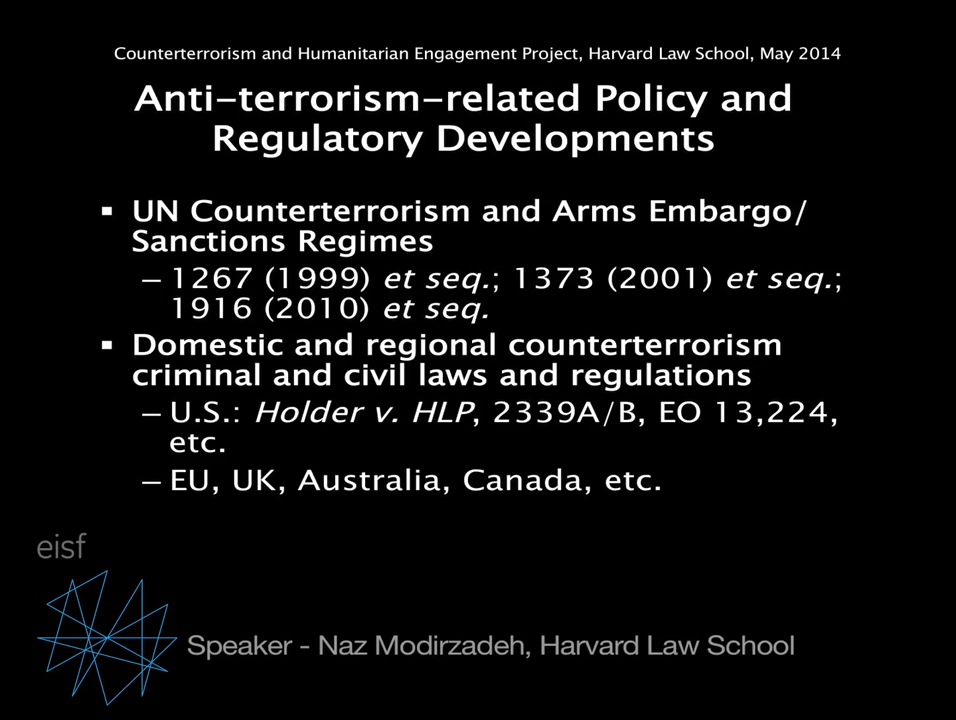 Counterterrorism and Humanitarian Engagement Project, Harvard Law School, May 2014
Anti-terrorism-related Policy and
Regulatory Developments
▪ UN Counterterrorism and Arms Embargo/
Sanctions Regimes
– 1267 (1999) et seq.; 1373 (2001) et seq.;
1916 (2010) et seq.
▪ Domestic and regional counterterrorism
criminal and civil laws and regulations
– U.S.: Holder v. HLP, 2339A/B, EO 13,224,
etc.
– EU, UK, Australia, Canada, etc.
eisf
Speaker - Naz Modirzadeh, Harvard Law School